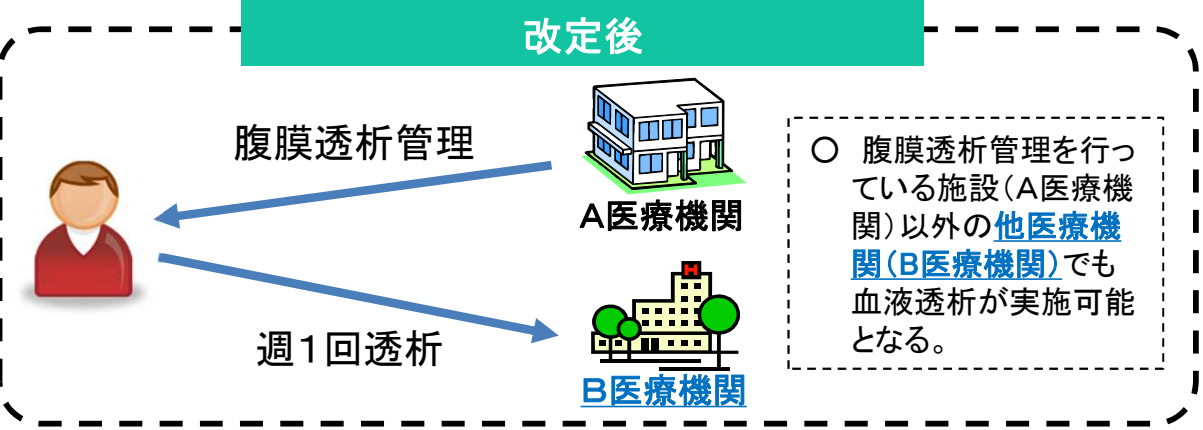 改定後
腹膜透析管理
A医療機関
週1回透析
H
B医療機関
○ 腹膜透析管理を行っ
ている施設(A医療機
関)以外の他医療機
関(B医療機関)でも
血液透析が実施可能
となる。